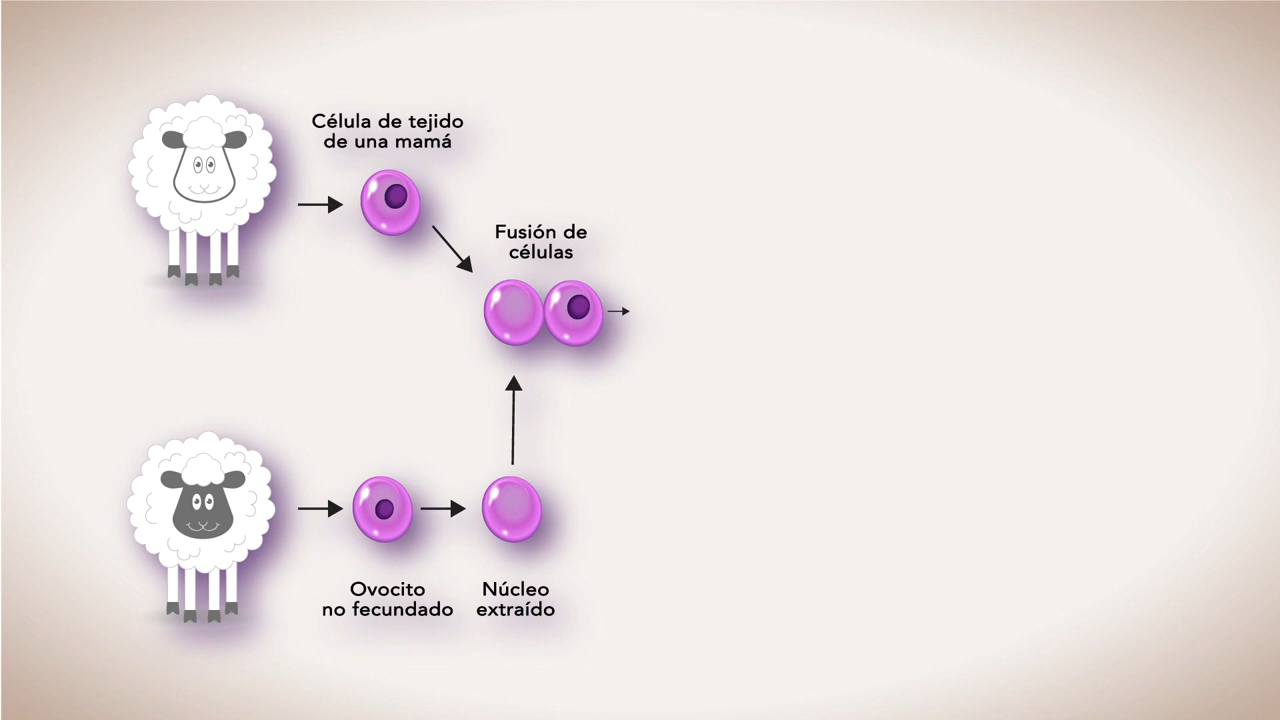 Célula de tejido
de una mamá
Fusión de
células
Ovocito
no fecundado
Núcleo
extraído